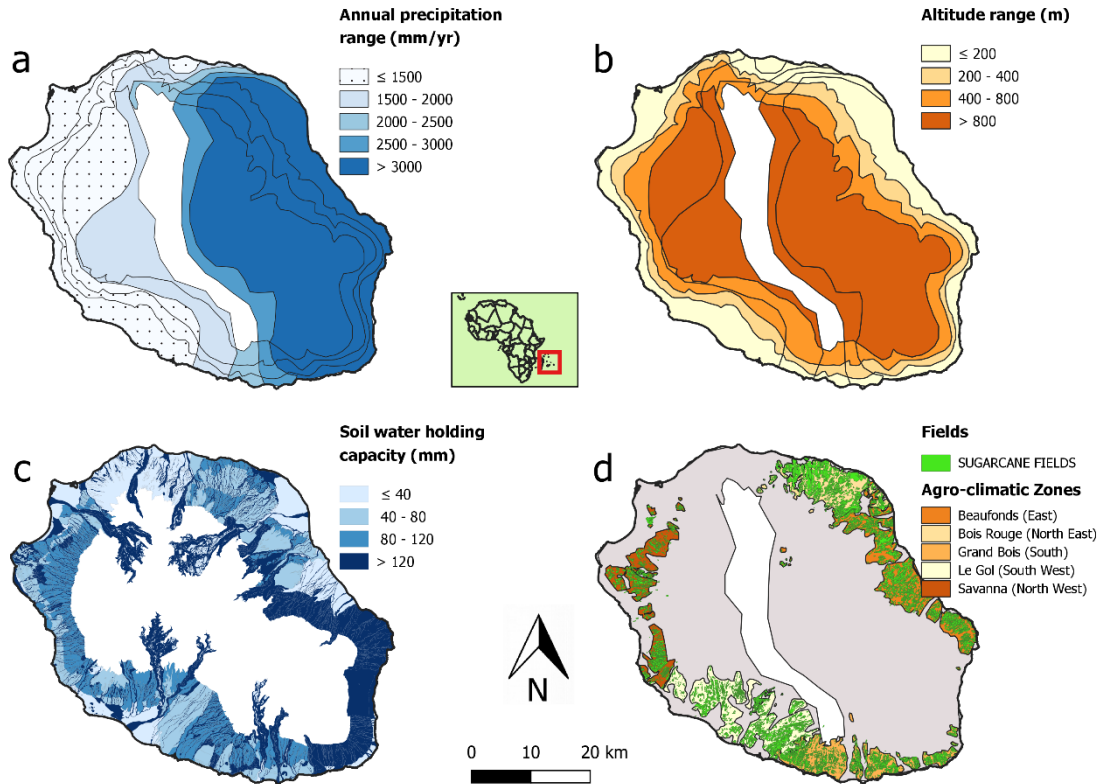 a
Annual precipitation
range (mm/yr)
≤ 1500
1500 - 2000
2000 - 2500
2500 - 3000
> 3000
b
Altitude range (m)
≤ 200
200 - 400
400 - 800
> 800
c
Soil water holding
capacity (mm)
≤ 40
40 - 80
80 - 120
> 120
N
0 10 20 km
d
Fields
SUGARCANE FIELDS
Agro-climatic Zones
Beaufonds (East)
Bois Rouge (North East)
Grand Bois (South)
Le Gol (South West)
Savanna (North West)